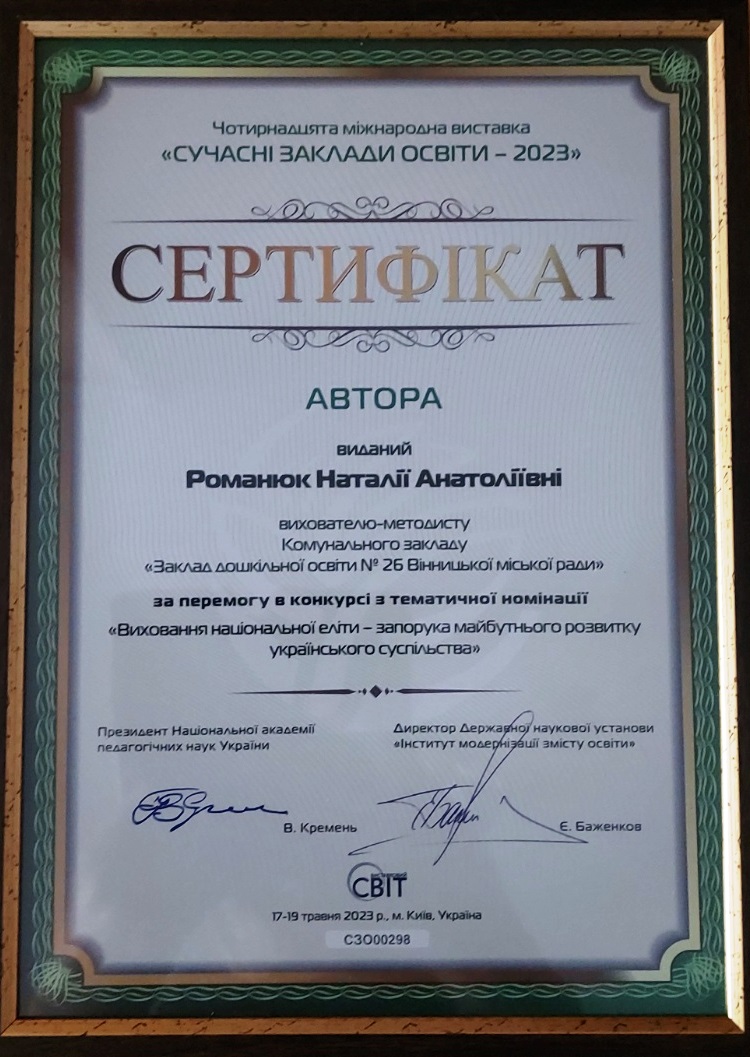 Чотирнадцята міжнародна виставка
«СУЧАСНІ ЗАКЛАДИ ОСВІТИ – 2023»
СЕРТИФІКАТ
АВТОРА
виданий
Романюк Наталії Анатоліївні
вихователю-методисту
Комунального закладу
«Заклад дошкільної освіти № 26 Вінницької міської ради»
за перемогу в конкурсі з тематичної номінації
«Виховання національної еліти – запорука майбутнього розвитку
українського суспільства»
Президент Національної академії
педагогічних наук України
В. Кремень
Директор Державної наукової установи
«Інститут модернізації змісту освіти»
Є. Баженков
СВІТ
17-19 травня 2023 р., м. Київ, Україна
СЗО00298